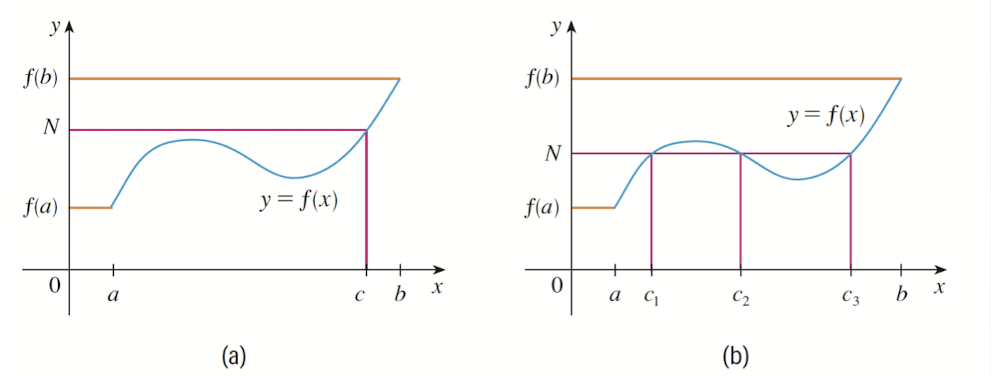 y
f(b)
N
f(a)
y = f(x)
0
a
c
b
x
(a)
y
f(b)
y = f(x)
N
f(a)
0
a
c₁
c₂
c₃
b
x
(b)